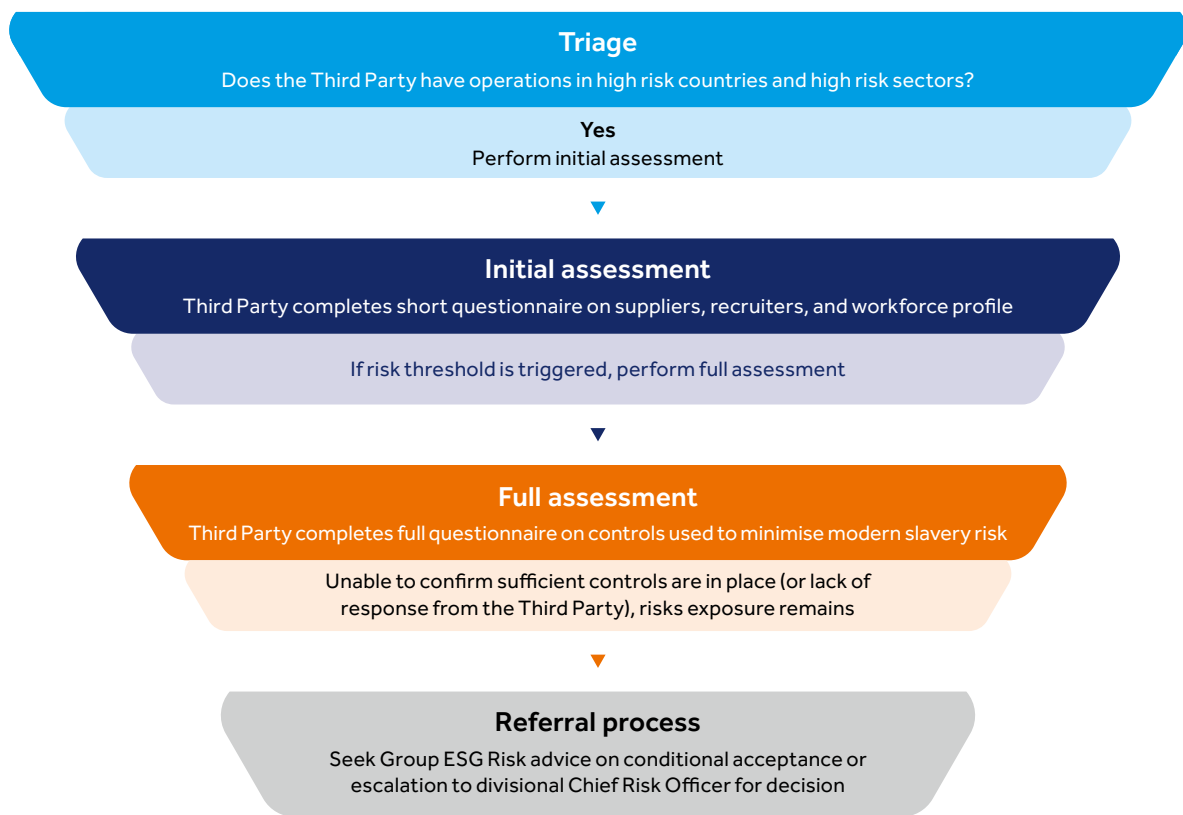 Triage
Does the Third Party have operations in high risk countries and high risk sectors?
Yes
Perform initial assessment
Initial assessment
Third Party completes short questionnaire on suppliers, recruiters, and workforce profile
If risk threshold is triggered, perform full assessment
Full assessment
Third Party completes full questionnaire on controls used to minimise modern slavery risk
Unable to confirm sufficient controls are in place (or lack of
response from the Third Party), risks exposure remains
Referral process
Seek Group ESG Risk advice on conditional acceptance or
escalation to divisional Chief Risk Officer for decision